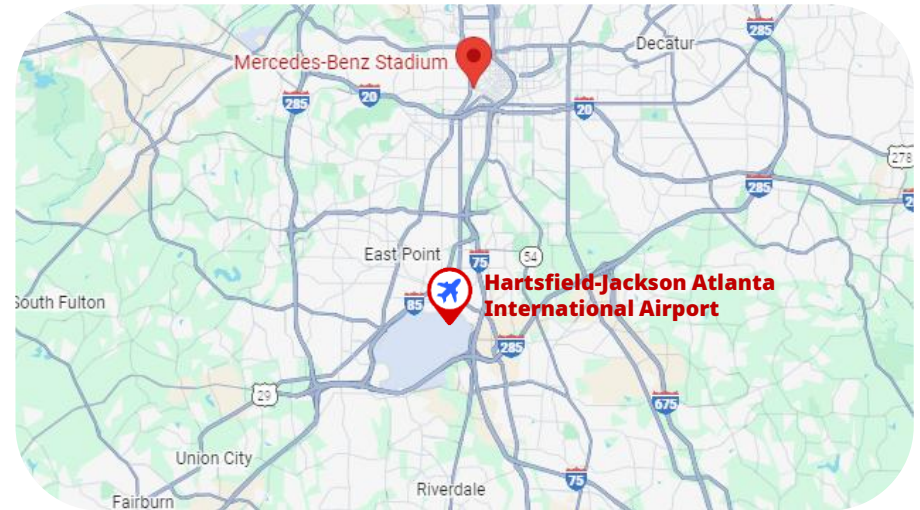 285
Decatur
Mercedes-Benz Stadium
20
285
20
278
285
East Point
75
54
Hartsfield-Jackson Atlanta
International Airport
South Fulton
85
285
29
675
Union City
75
Riverdale
Fairburn